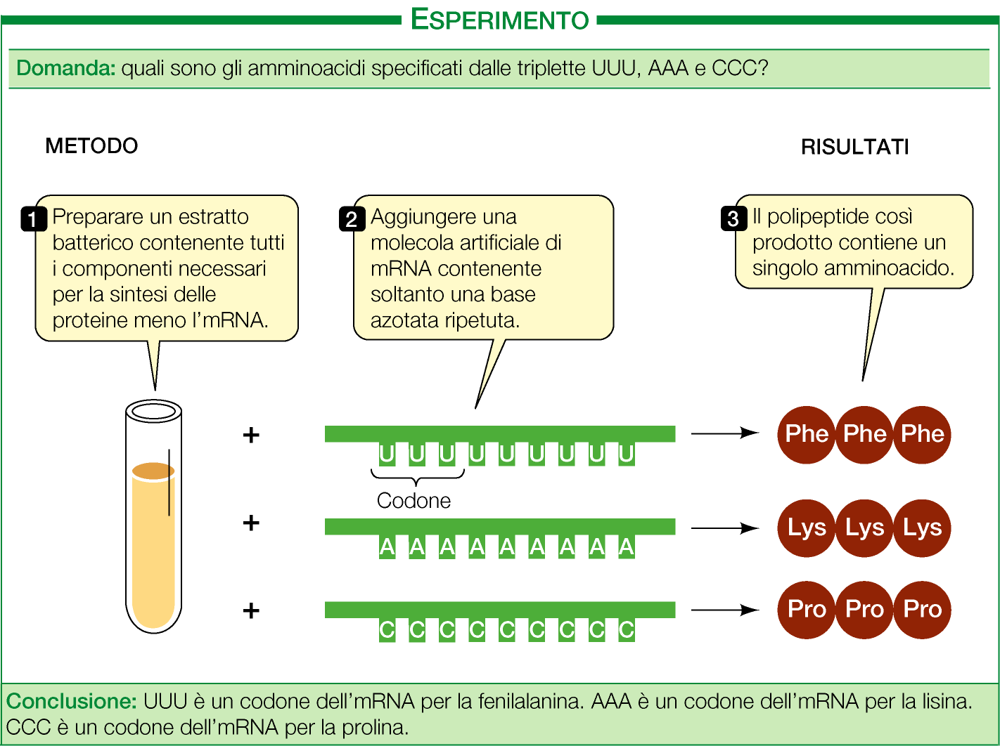 ESPERIMENTO
Domanda: quali sono gli amminoacidi specificati dalle triplette UUU, AAA e CCC?
METODO
RISULTATI
1 Preparare un estratto
batterico contenente tutti
i componenti necessari
per la sintesi delle
proteine meno l’mRNA.
2 Aggiungere una
molecola artificiale di
mRNA contenente
soltanto una base
azotata ripetuta.
3 Il polipeptide così
prodotto contiene un
singolo amminoacido.
+ U U U U U U U U U Phe Phe Phe
Codone
+ A A A A A A A A A Lys Lys Lys
+ C C C C C C C C C Pro Pro Pro
Conclusione: UUU è un codone dell’mRNA per la fenilalanina. AAA è un codone dell’mRNA per la lisina.
CCC è un codone dell’mRNA per la prolina.